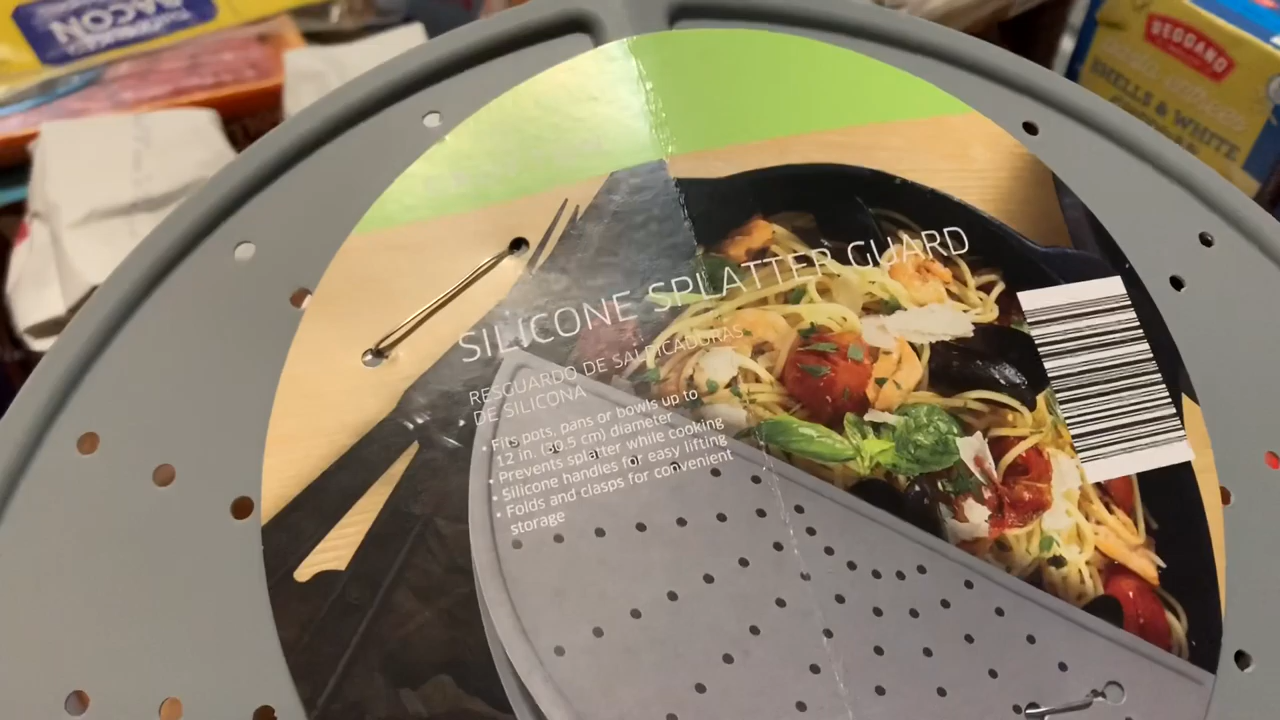 BACON
REGGANO
SHELLS & WHITE
SILICONE SPLATTER GUARD
RESGUARDO DE SALPICADURAS
DE SILICONA
• Fits pots, pans or bowls up to
12 in. (30.5 cm) diameter
• Prevents splatter while cooking
• Silicone handles for easy lifting
• Folds and clasps for convenient
storage